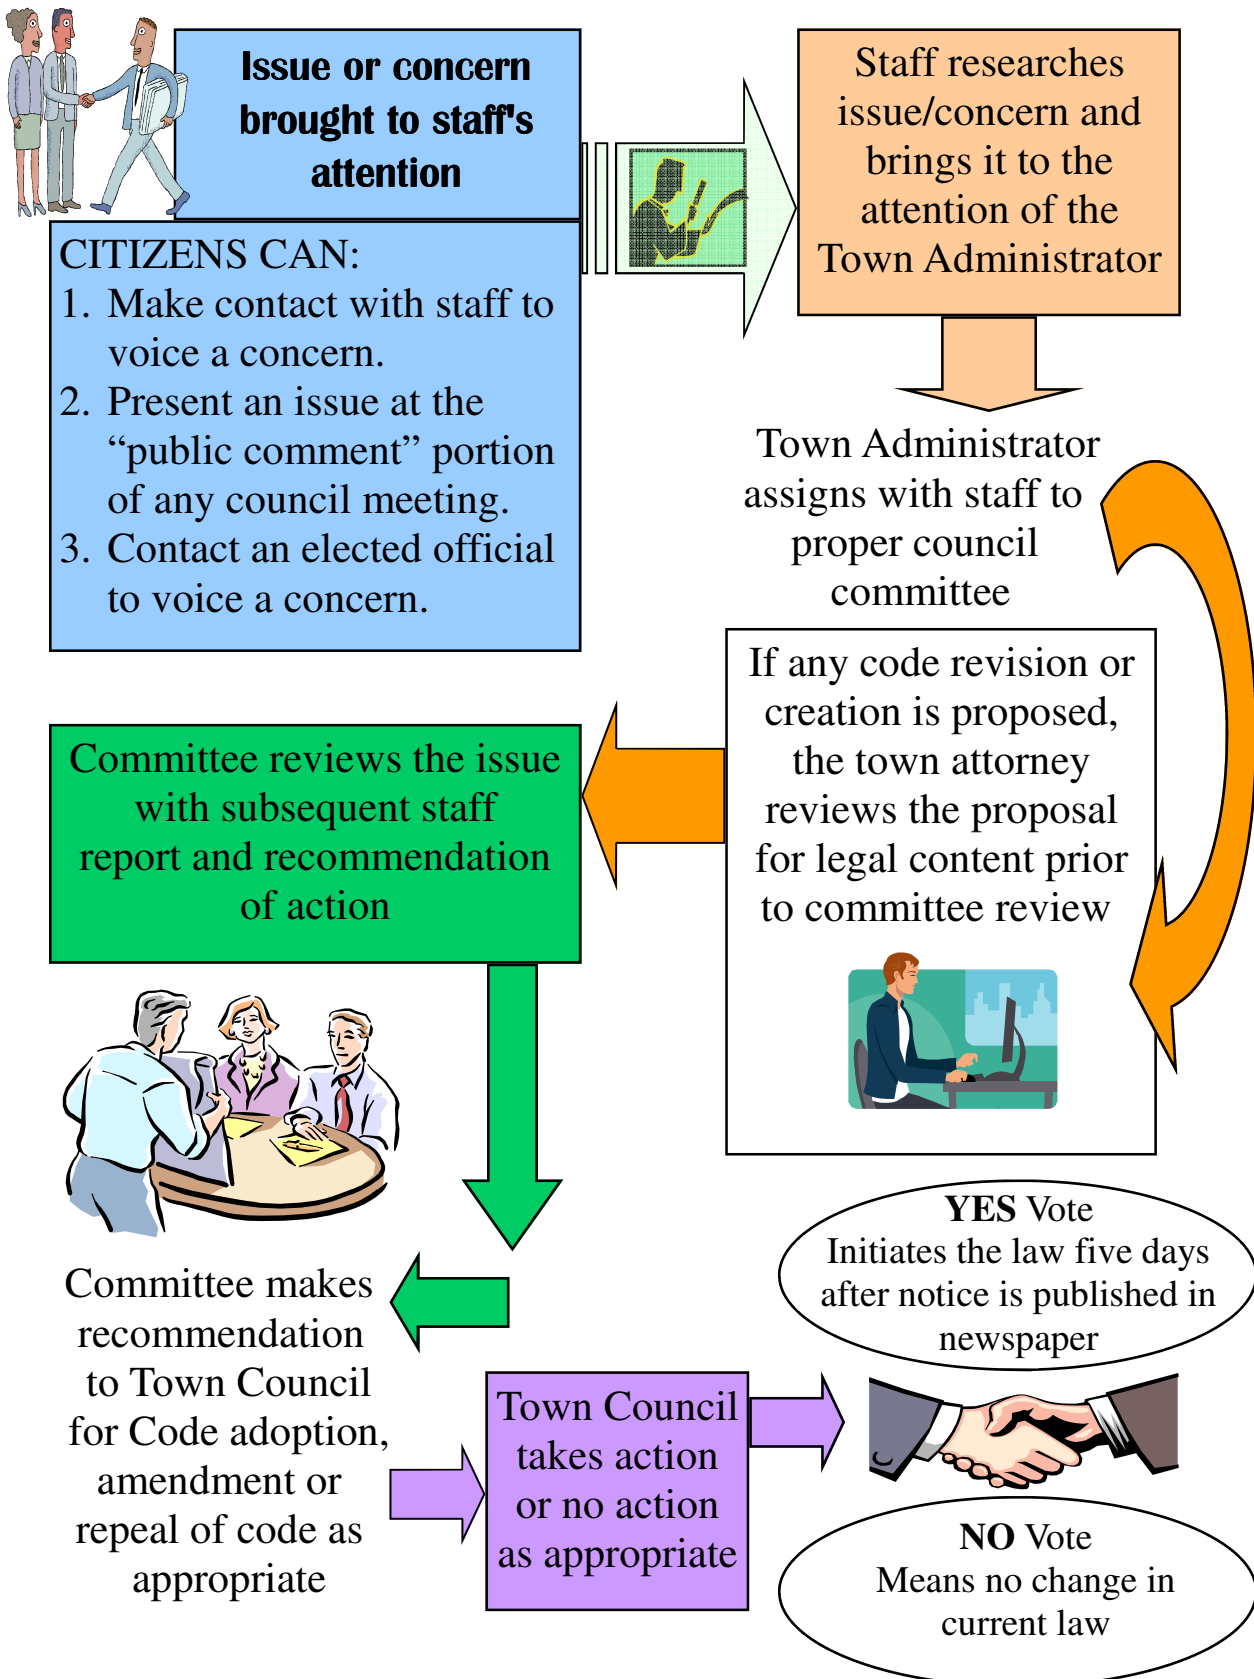 Issue or concern
brought to staff's
attention
CITIZENS CAN:
1. Make contact with staff to
voice a concern.
2. Present an issue at the
“public comment” portion
of any council meeting.
3. Contact an elected official
to voice a concern.
Staff researches
issue/concern and
brings it to the
attention of the
Town Administrator
Town Administrator
assigns with staff to
proper council
committee
If any code revision or
creation is proposed,
the town attorney
reviews the proposal
for legal content prior
to committee review
Committee reviews the issue
with subsequent staff
report and recommendation
of action
Committee makes
recommendation
to Town Council
for Code adoption,
amendment or
repeal of code as
appropriate
Town Council
takes action
or no action
as appropriate
YES Vote
Initiates the law five days
after notice is published in
newspaper
NO Vote
Means no change in
current law